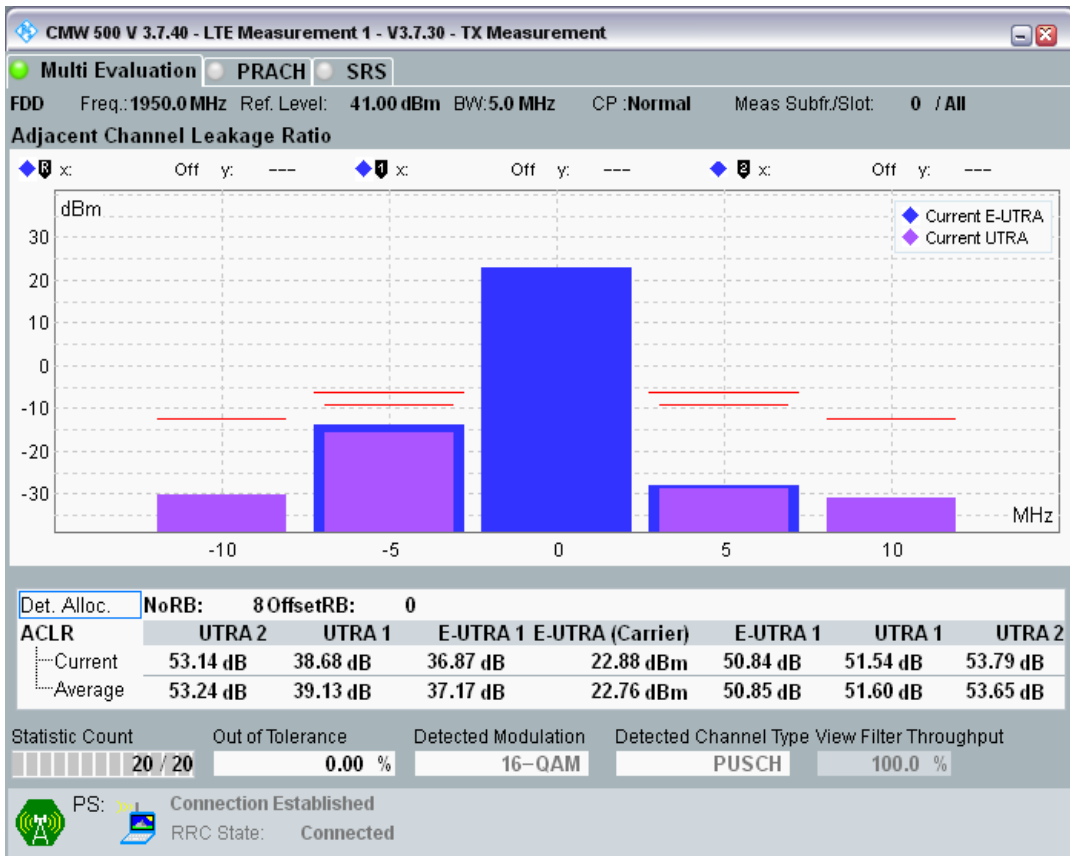 CMW 500 V 3.7.40 - LTE Measurement 1 - V3.7.30 - TX Measurement
Multi Evaluation PRACH SRS
FDD Freq.:1950.0 MHz Ref. Level: 41.00 dBm BW:5.0 MHz CP :Normal Meas Subfr./Slot: 0 / All
Adjacent Channel Leakage Ratio
R x: Off y: --- 1 x: Off y: --- 2 x: Off y: ---
dBm
Current E-UTRA
Current UTRA
30
20
10
0
-10
-20
-30
MHz
-10 -5 0 5 10
Det. Alloc. NoRB: 8 OffsetRB: 0
ACLR UTRA 2 UTRA 1 E-UTRA 1 E-UTRA (Carrier) E-UTRA 1 UTRA 1 UTRA 2
Current 53.14 dB 38.68 dB 36.87 dB 22.88 dBm 50.84 dB 51.54 dB 53.79 dB
Average 53.24 dB 39.13 dB 37.17 dB 22.76 dBm 50.85 dB 51.60 dB 53.65 dB
Statistic Count Out of Tolerance Detected Modulation Detected Channel Type View Filter Throughput
20 / 20 0.00 % 16-QAM PUSCH 100.0 %
PS: Connection Established
RRC State: Connected